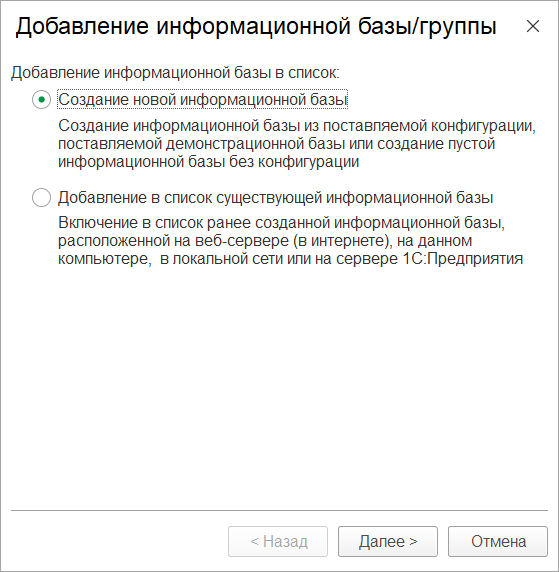 Добавление информационной базы/группы
Добавление информационной базы в список:
Создание новой информационной базы
Создание информационной базы из поставляемой конфигурации,
поставляемой демонстрационной базы или создание пустой
информационной базы без конфигурации
Добавление в список существующей информационной базы
Включение в список ранее созданной информационной базы,
расположенной на веб-сервере (в интернете), на данном
компьютере, в локальной сети или на сервере 1С:Предприятия
< Назад
Далее >
Отмена